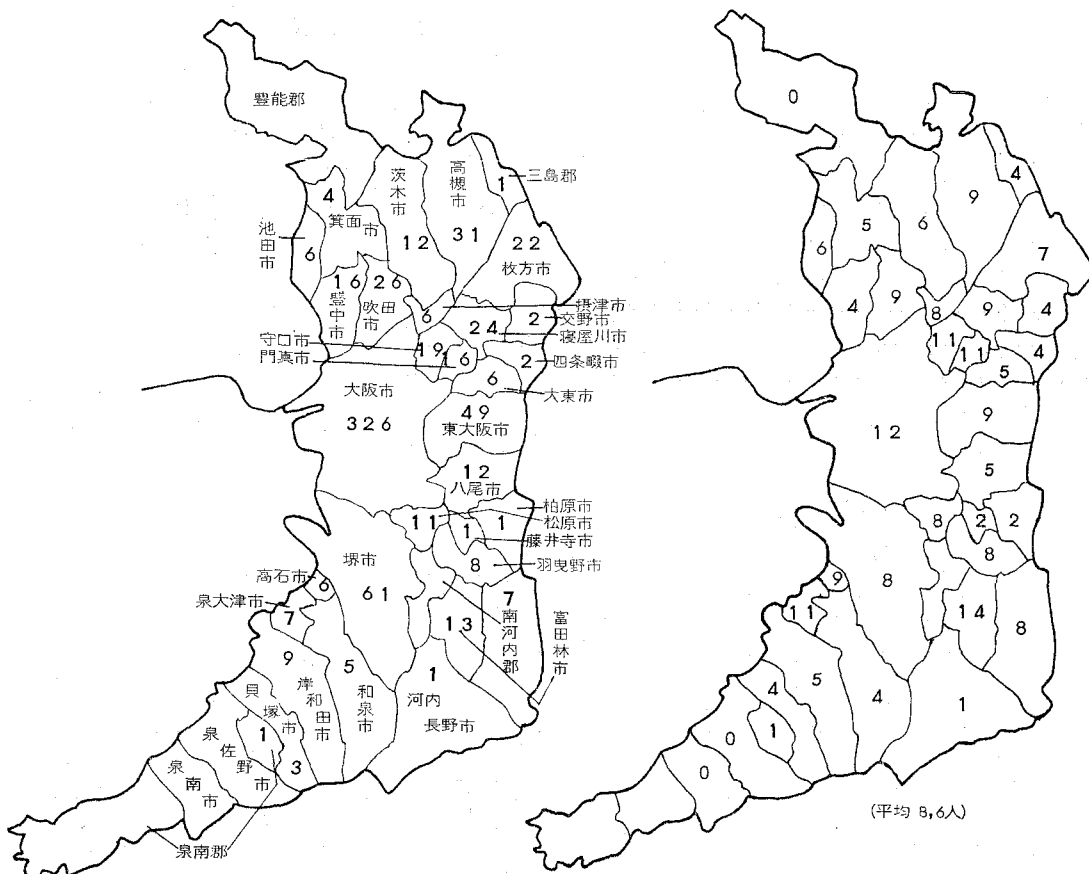 豊能郡
高槻市
茨木市
1
三島郡
4
箕面市
池田市
6
12
31
22
枚方市
16
豊中市
26
吹田市
6
摂津市
2
交野市
24
寝屋川市
守口市
19
門真市
16
2
四条畷市
6
大東市
大阪市
326
49
東大阪市
12
八尾市
柏原市
1
11
松原市
1
藤井寺市
8
羽曳野市
堺市
61
高石市
6
泉大津市
7
7
南河内郡
13
富田林市
9
岸和田市
5
和泉市
1
河内
長野市
貝塚市
3
泉佐野市
1
泉南市
泉南郡
0
4
9
6
5
6
7
4
9
8
9
4
11
11
4
5
12
9
5
8
2
2
8
9
8
11
14
8
5
4
4
1
1
0
0
(平均 8,6人)